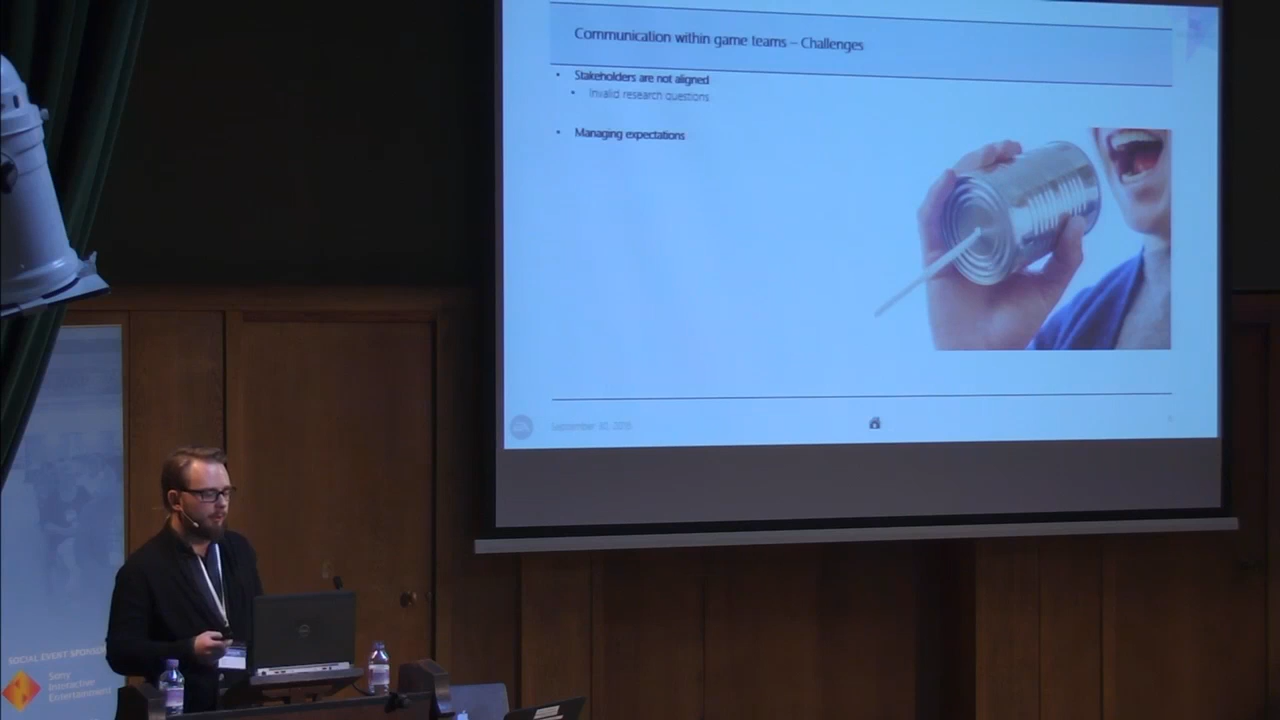 Communication within game teams – Challenges
• Stakeholders are not aligned
• Invalid research questions
• Managing expectations
SOCIAL EVENT SPONSOR
Sony
Interactive
Entertainment